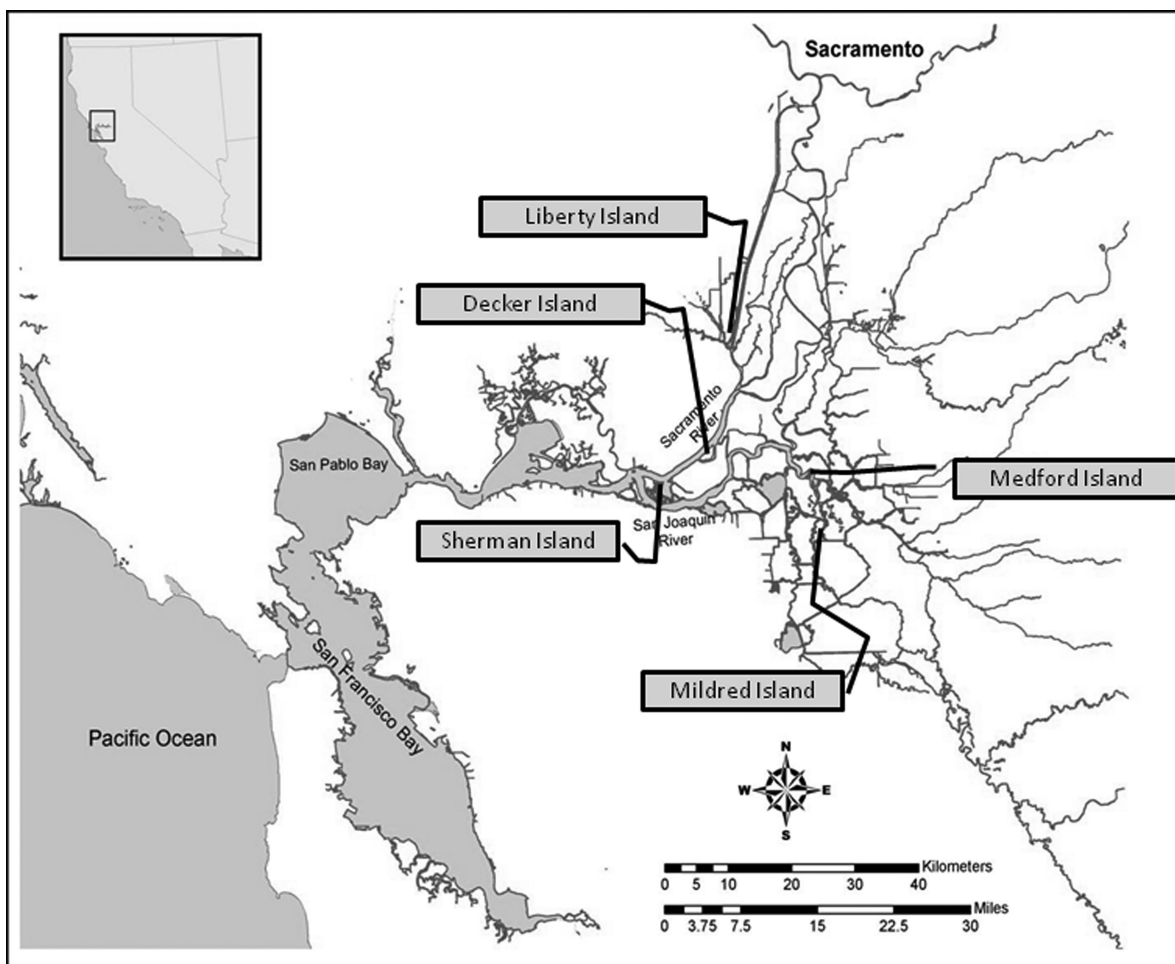 Sacramento
Liberty Island
Decker Island
Sacramento
River
San Pablo Bay
Medford Island
San Joaquin
River
Sherman Island
San Francisco Bay
Mildred Island
Pacific Ocean
N
W E
S
Kilometers
0 5 10 20 30 40
Miles
0 3.75 7.5 15 22.5 30